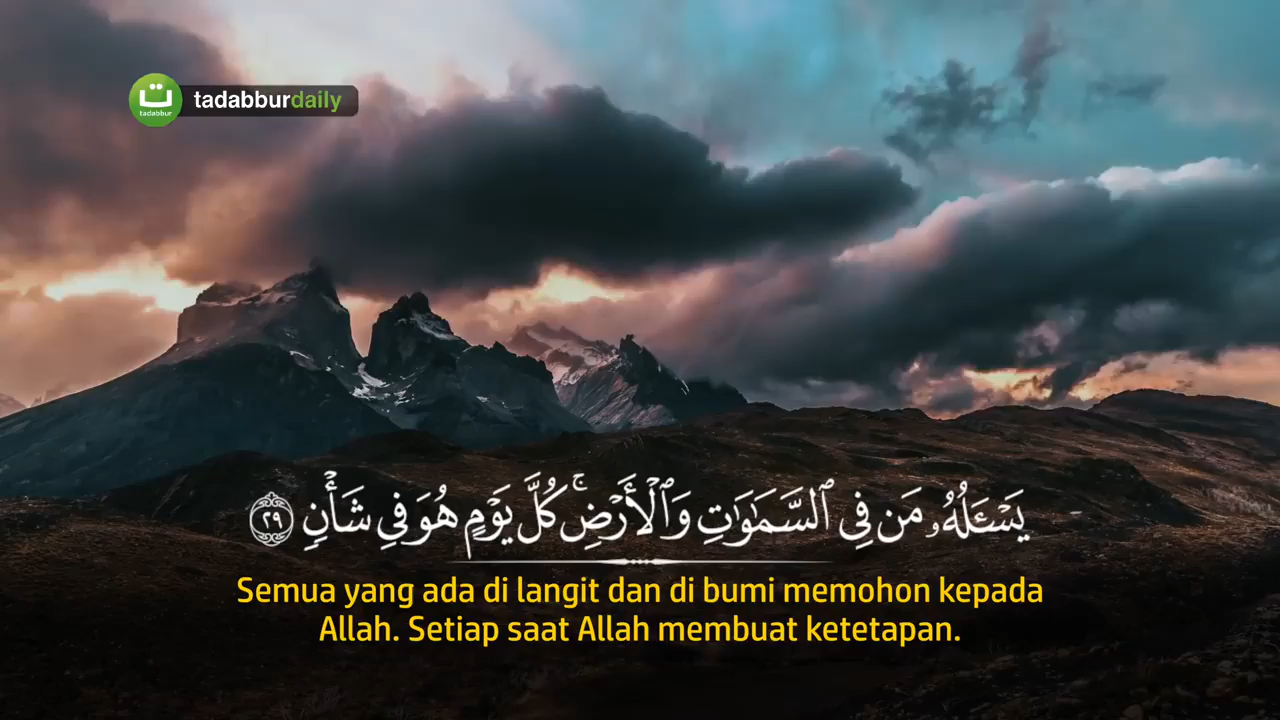 ت
tadabbur
tadabburdaily
يَسْـَٔلُهُۥ مَن فِى ٱلسَّمَـٰوَٰتِ وَٱلْأَرْضِ ۚ كُلَّ يَوْمٍ هُوَ فِى شَأْنٍ ٢٩
Semua yang ada di langit dan di bumi memohon kepada
Allah. Setiap saat Allah membuat ketetapan.